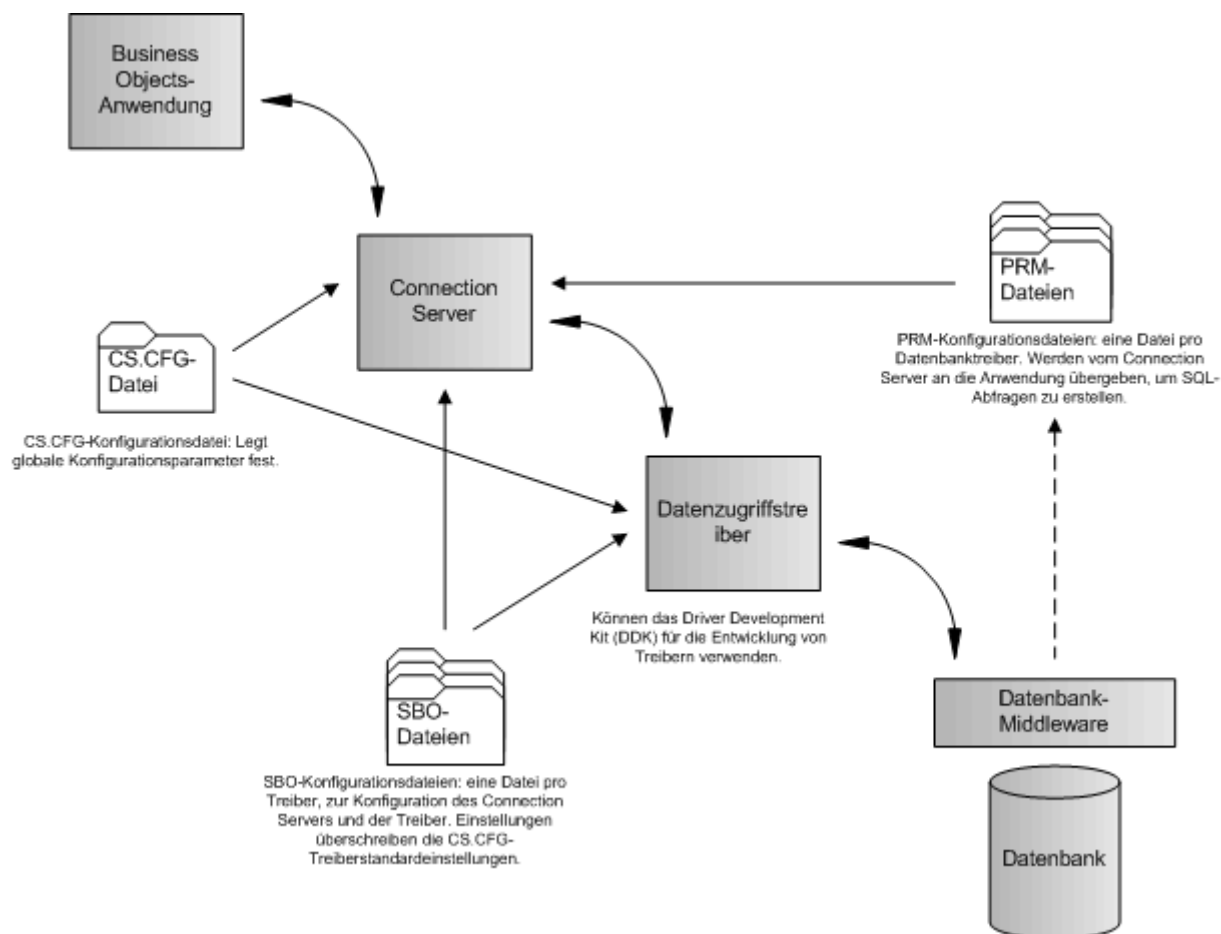 Business
Objects-
Anwendung
Connection
Server
PRM-
Dateien
PRM-Konfigurationsdateien: eine Datei pro
Datenbanktreiber. Werden vom Connection
Server an die Anwendung übergeben, um SQL-
Abfragen zu erstellen.
CS.CFG-
Datei
CS.CFG-Konfigurationsdatei: Legt
globale Konfigurationsparameter fest.
Datenzugriffstre
iber
Können das Driver Development
Kit (DDK) für die Entwicklung von
Treibern verwenden.
SBO-
Dateien
SBO-Konfigurationsdateien: eine Datei pro
Treiber, zur Konfiguration des Connection
Servers und der Treiber. Einstellungen
überschreiben die CS.CFG-
Treiberstandardeinstellungen.
Datenbank-
Middleware
Datenbank